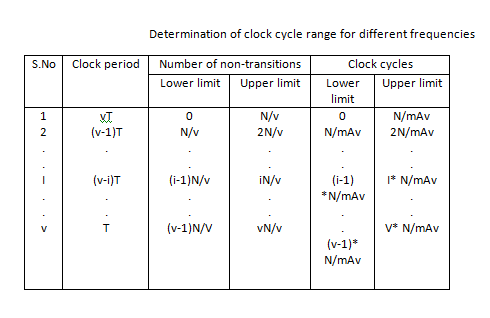 Determination of clock cycle range for different frequencies
S.No Clock period Number of non-transitions Clock cycles
Lower limit Upper limit Lower limit Upper limit
1 vT 0 N/v 0 N/mAv
2 (v-1)T N/v 2N/v N/mAv 2N/mAv
. . . . . .
. . . . . .
I (v-i)T (i-1)N/v iN/v (i-1) *N/mAv I* N/mAv
. . . . . .
. . . . . .
v T (v-1)N/V vN/v (v-1)* N/mAv V* N/mAv